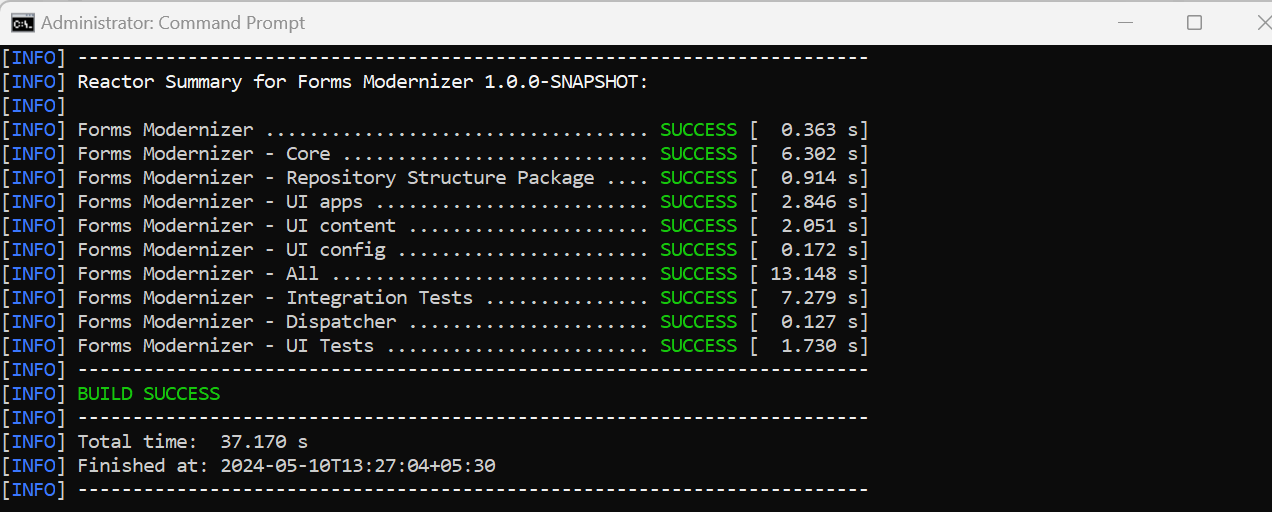 Administrator: Command Prompt
[INFO] ------------------------------------------------------------------------
[INFO] Reactor Summary for Forms Modernizer 1.0.0-SNAPSHOT:
[INFO]
[INFO] Forms Modernizer ................................... SUCCESS [  0.363 s]
[INFO] Forms Modernizer - Core ............................ SUCCESS [  6.302 s]
[INFO] Forms Modernizer - Repository Structure Package .... SUCCESS [  0.914 s]
[INFO] Forms Modernizer - UI apps ......................... SUCCESS [  2.846 s]
[INFO] Forms Modernizer - UI content ...................... SUCCESS [  2.051 s]
[INFO] Forms Modernizer - UI config ....................... SUCCESS [  0.172 s]
[INFO] Forms Modernizer - All ............................. SUCCESS [ 13.148 s]
[INFO] Forms Modernizer - Integration Tests ............... SUCCESS [  7.279 s]
[INFO] Forms Modernizer - Dispatcher ...................... SUCCESS [  0.127 s]
[INFO] Forms Modernizer - UI Tests ........................ SUCCESS [  1.730 s]
[INFO] ------------------------------------------------------------------------
[INFO] BUILD SUCCESS
[INFO] ------------------------------------------------------------------------
[INFO] Total time:  37.170 s
[INFO] Finished at: 2024-05-10T13:27:04+05:30
[INFO] ------------------------------------------------------------------------